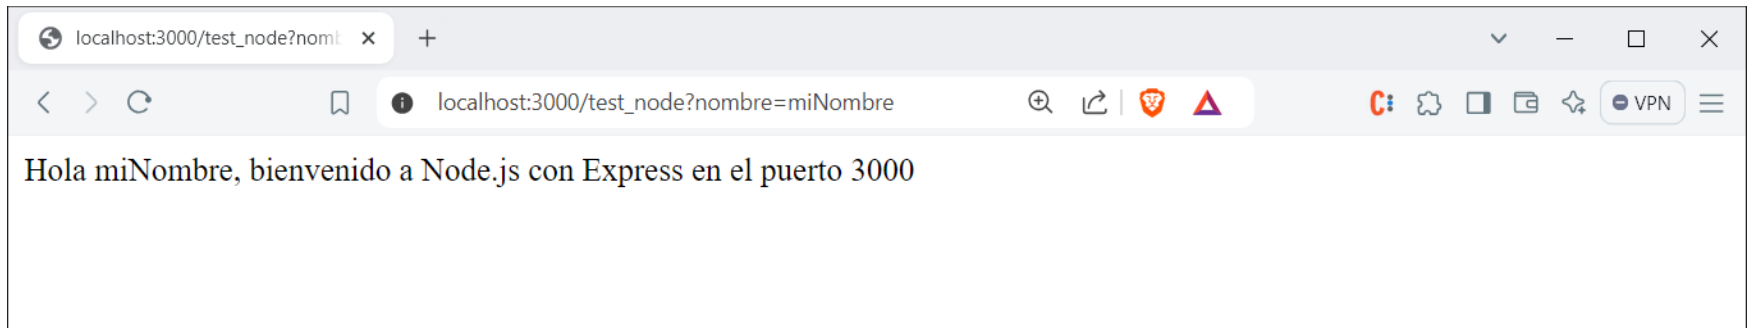 localhost:3000/test_node?nomb
localhost:3000/test_node?nombre=miNombre
VPN
Hola miNombre, bienvenido a Node.js con Express en el puerto 3000